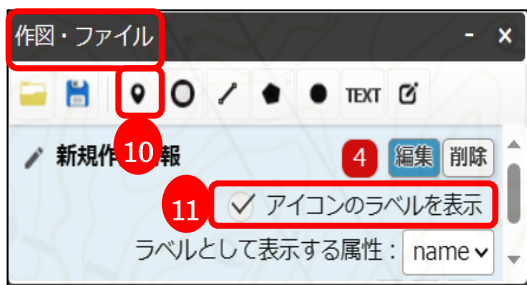 作図・ファイル - x
TEXT
10
新規作 報 4 編集 削除
11 アイコンのラベルを表示
ラベルとして表示する属性： name